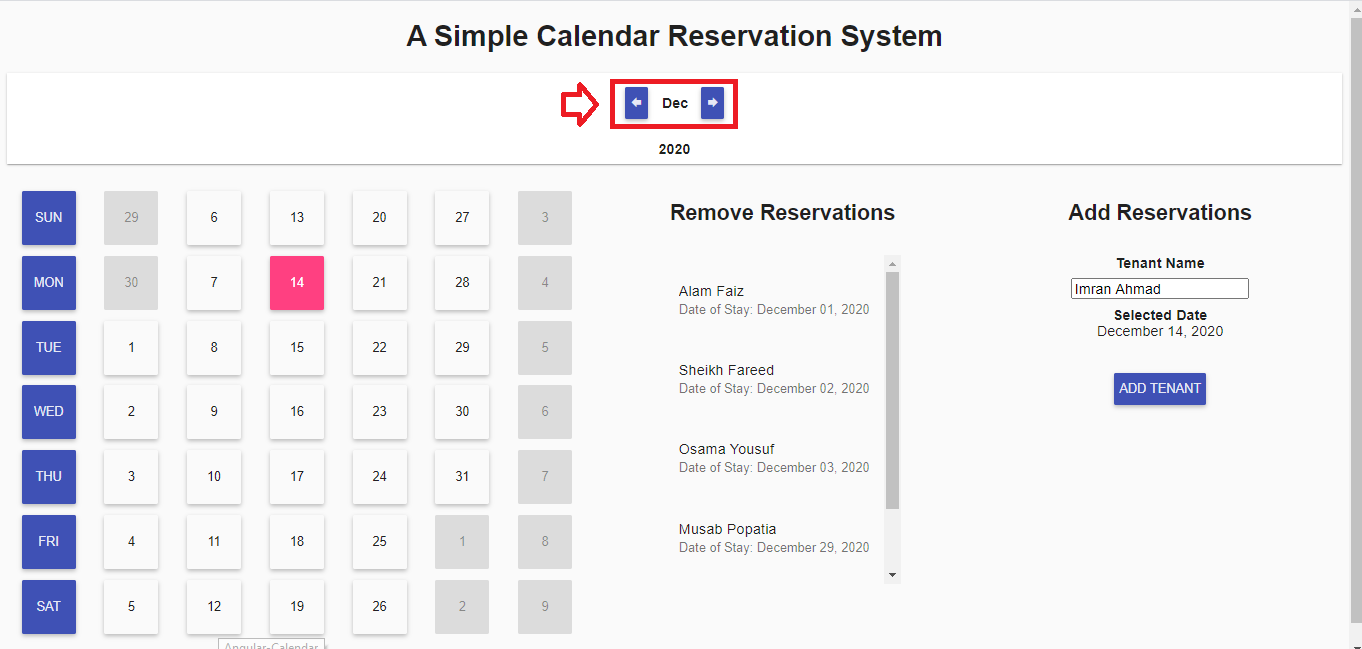 A Simple Calendar Reservation System
Dec
2020
SUN 29 6 13 20 27 3
MON 30 7 14 21 28 4
TUE 1 8 15 22 29 5
WED 2 9 16 23 30 6
THU 3 10 17 24 31 7
FRI 4 11 18 25 1 8
SAT 5 12 19 26 2 9
Remove Reservations
Alam Faiz
Date of Stay: December 01, 2020
Sheikh Fareed
Date of Stay: December 02, 2020
Osama Yousuf
Date of Stay: December 03, 2020
Musab Popatia
Date of Stay: December 29, 2020
Add Reservations
Tenant Name
Imran Ahmad
Selected Date
December 14, 2020
ADD TENANT
Angular-Calendar